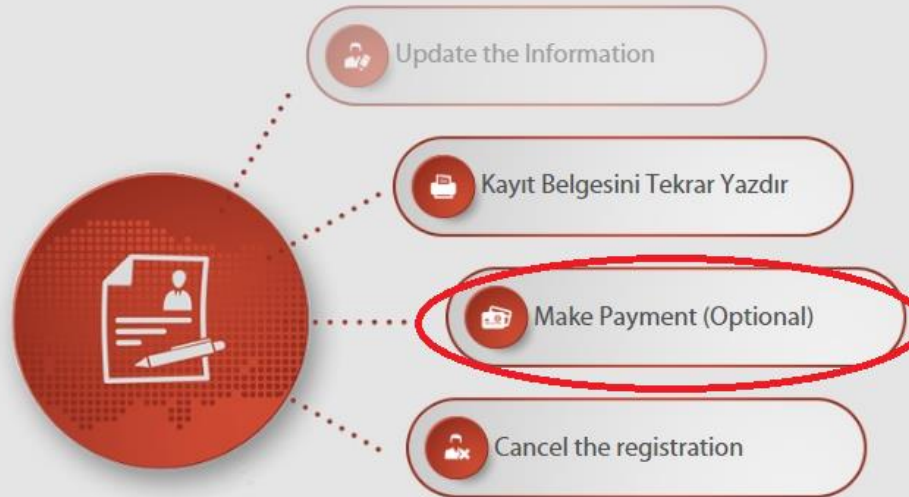 Update the Information
Kayıt Belgesini Tekrar Yazdır
Make Payment (Optional)
Cancel the registration